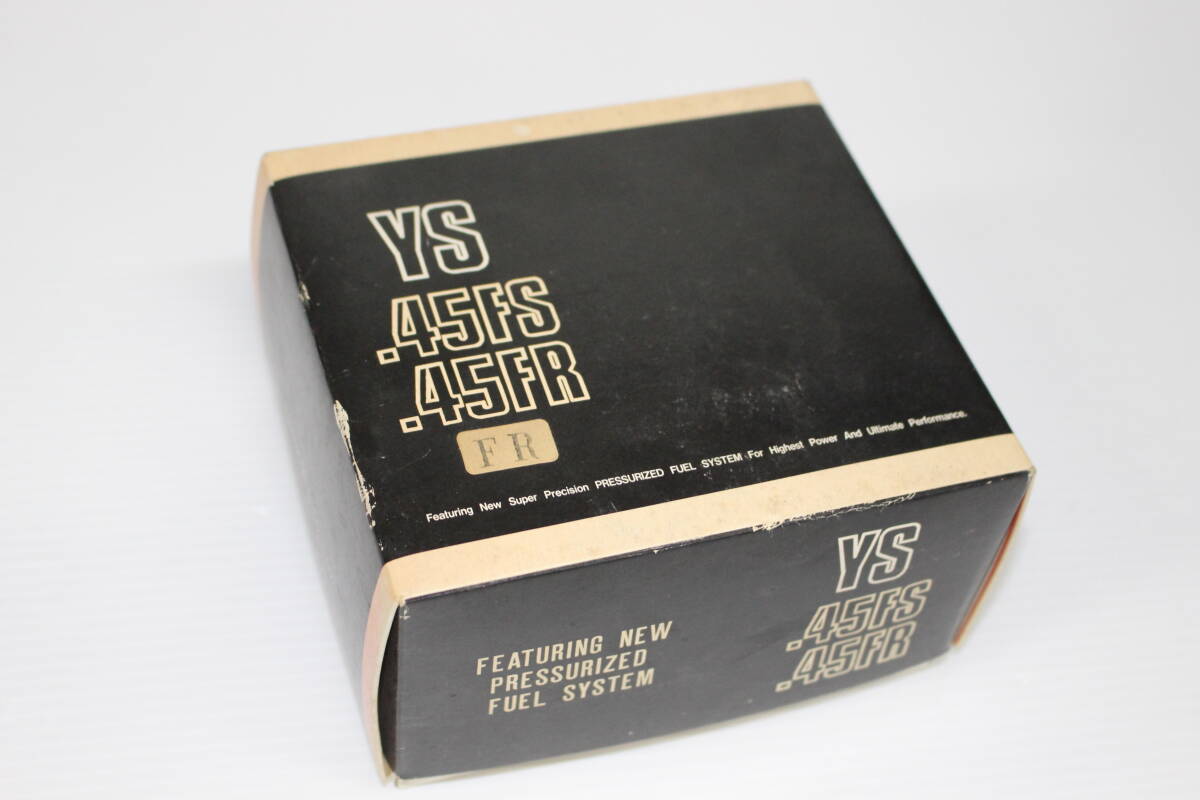 YS
.45FS
.45FR
FR
Featuring New Super Precision PRESSURIZED FUEL SYSTEM For Highest Power And Ultimate Performance.
FEATURING NEW
PRESSURIZED
FUEL SYSTEM
YS
.45FS
.45FR